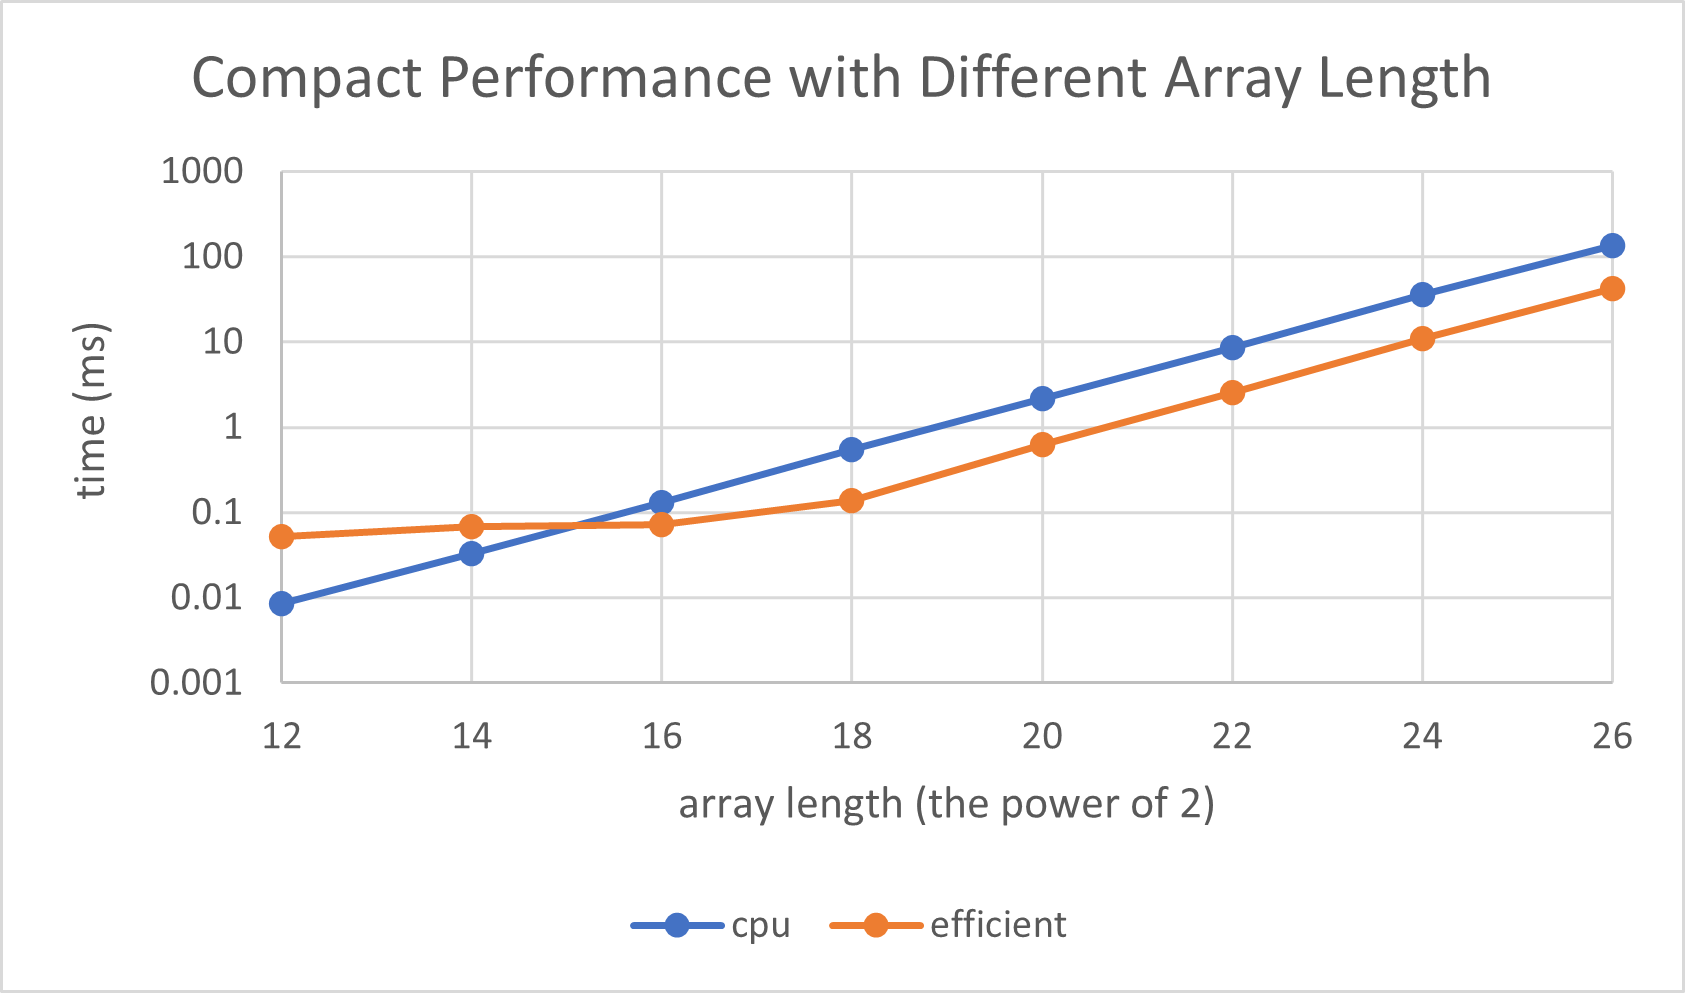 Compact Performance with Different Array Length
1000
100
10
1
0.1
0.01
0.001
time (ms)
12 14 16 18 20 22 24 26
array length (the power of 2)
cpu efficient